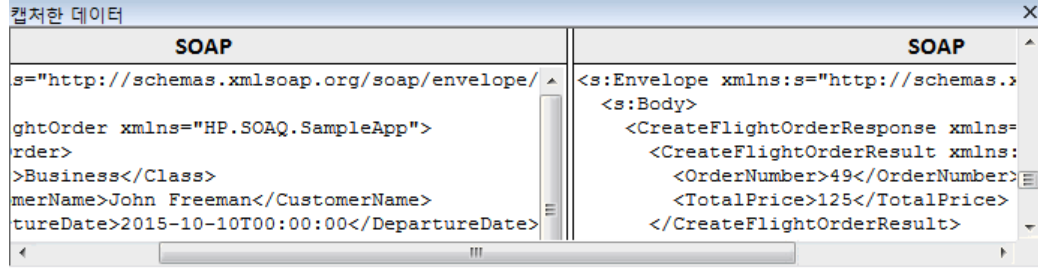 캡처한 데이터
SOAP
s="http://schemas.xmlsoap.org/soap/envelope/
ghtOrder xmlns="HP.SOAQ.SampleApp">
rder>
>Business</Class>
merName>John Freeman</CustomerName>
tureDate>2015-10-10T00:00:00</DepartureDate>
SOAP
<s:Envelope xmlns:s="http://schemas.x
<s:Body>
<CreateFlightOrderResponse xmlns=
<CreateFlightOrderResult xmlns:
<OrderNumber>49</OrderNumber>
<TotalPrice>125</TotalPrice>
</CreateFlightOrderResult>